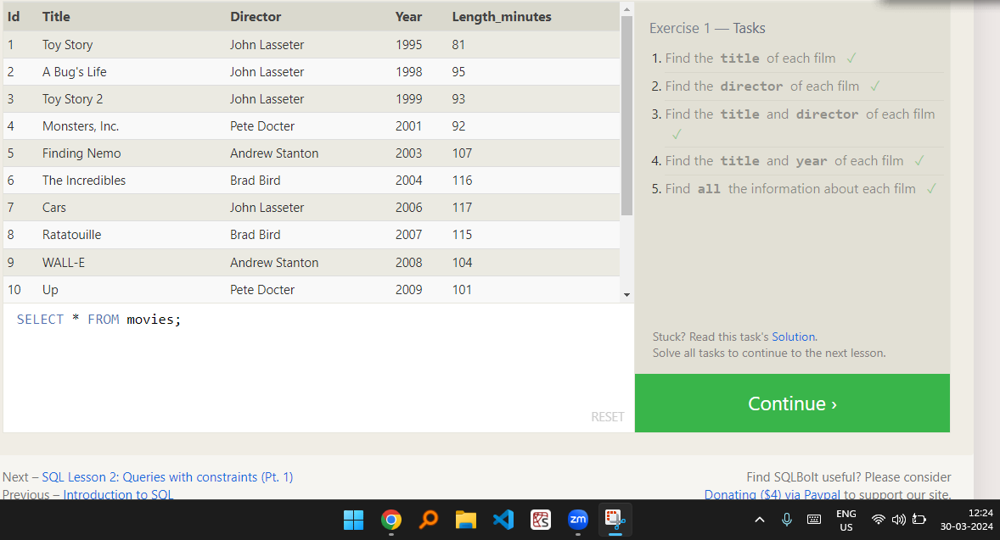 Id Title Director Year Length_minutes
1 Toy Story John Lasseter 1995 81
2 A Bug's Life John Lasseter 1998 95
3 Toy Story 2 John Lasseter 1999 93
4 Monsters, Inc. Pete Docter 2001 92
5 Finding Nemo Andrew Stanton 2003 107
6 The Incredibles Brad Bird 2004 116
7 Cars John Lasseter 2006 117
8 Ratatouille Brad Bird 2007 115
9 WALL-E Andrew Stanton 2008 104
10 Up Pete Docter 2009 101
SELECT * FROM movies;
RESET
Exercise 1 — Tasks
1. Find the title of each film ✓
2. Find the director of each film ✓
3. Find the title and director of each film
✓
4. Find the title and year of each film ✓
5. Find all the information about each film ✓
Stuck? Read this task's Solution.
Solve all tasks to continue to the next lesson.
Continue ›
Next – SQL Lesson 2: Queries with constraints (Pt. 1)
Previous – Introduction to SQL
Find SQLBolt useful? Please consider
Donating ($4) via Paypal to support our site.
zm
ENG
US
12:24
30-03-2024